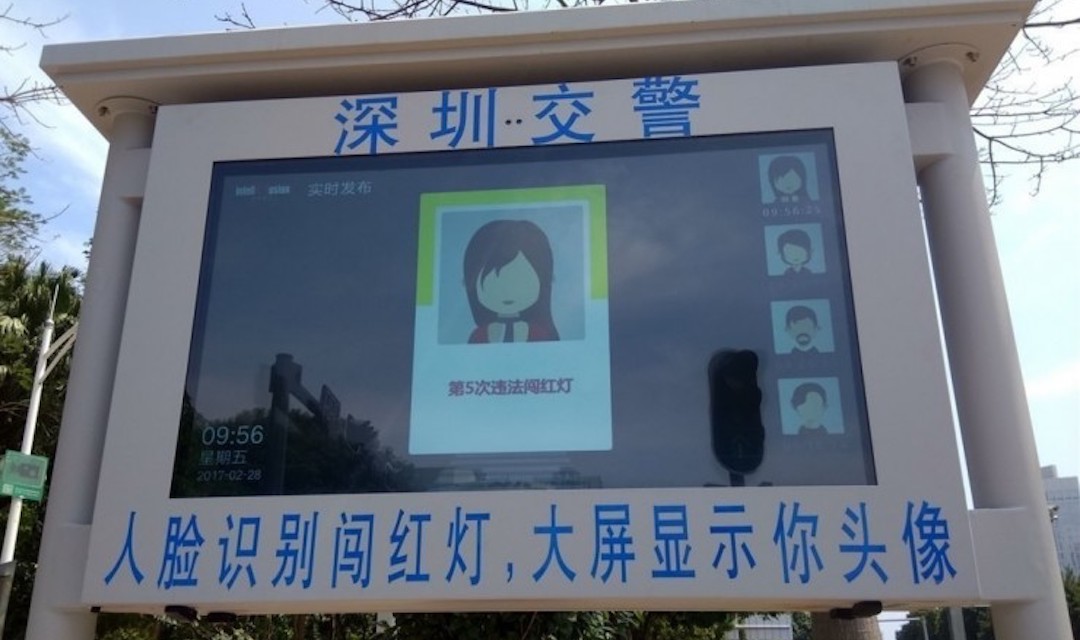 深圳交警
实时发布
09:56:25
第5次违法闯红灯
09:56
星期五
2017-02-28
人脸识别闯红灯,大屏显示你头像